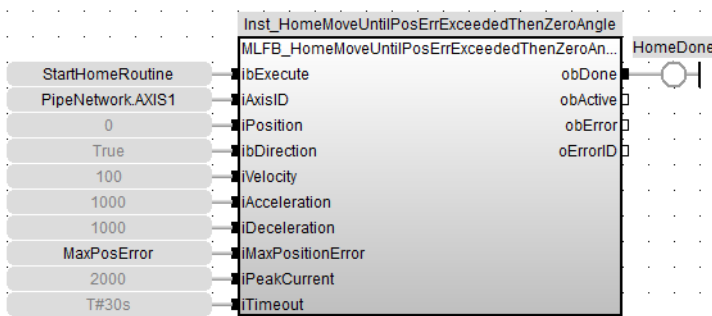 Inst_HomeMoveUntilPosErrExceededThenZeroAngle
MLFB_HomeMoveUntilPosErrExceededThenZeroAn...
HomeDone
StartHomeRoutine ibExecute obDone
PipeNetwork.AXIS1 iAxisID obActive
0 iPosition obError
True ibDirection oErrorID
100 iVelocity
1000 iAcceleration
1000 iDeceleration
MaxPosError iMaxPositionError
2000 iPeakCurrent
T#30s iTimeout